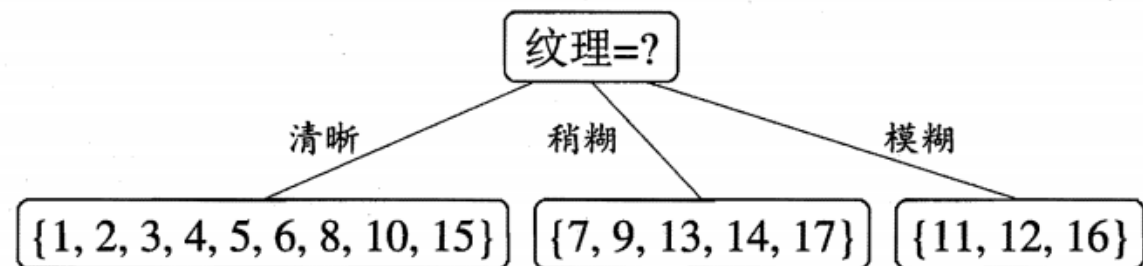 纹理=?
清晰 稍糊 模糊
{1, 2, 3, 4, 5, 6, 8, 10, 15} {7, 9, 13, 14, 17} {11, 12, 16}